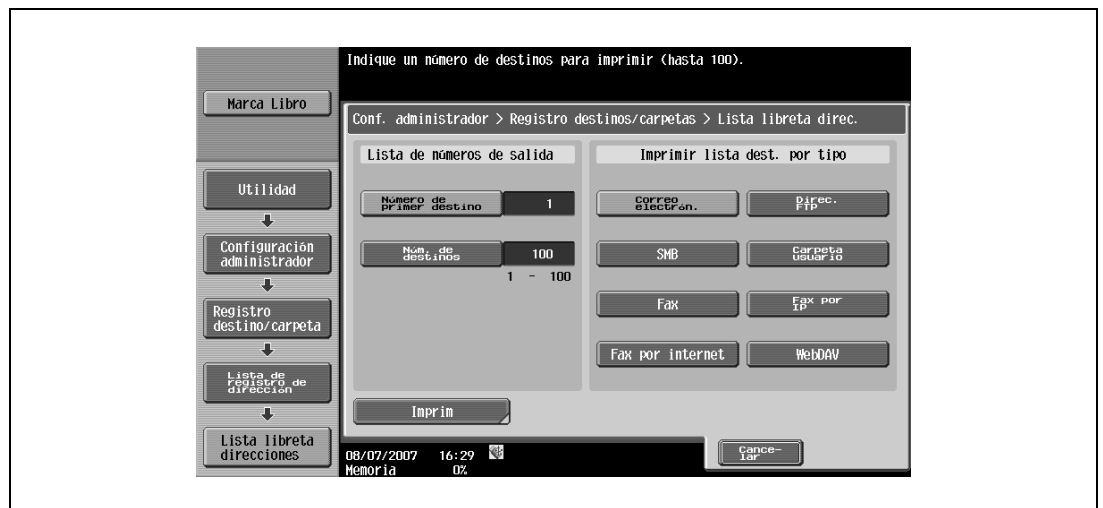 Indique un número de destinos para imprimir (hasta 100).
Marca Libro
Conf. administrador > Registro destinos/carpetas > Lista libreta direc.
Lista de números de salida
Imprimir lista dest. por tipo
Utilidad
Número de
primer destino
1
Correo
electrón.
Direc.
FTP
Configuración
administrador
Núm. de
destinos
100
1 - 100
SMB
Carpeta
usuario
Registro
destino/carpeta
Fax
Fax por
IP
Lista de
registro de
dirección
Fax por internet
WebDAV
Imprim
Lista libreta
direcciones
08/07/2007 16:29
Memoria 0%
Cance-
lar